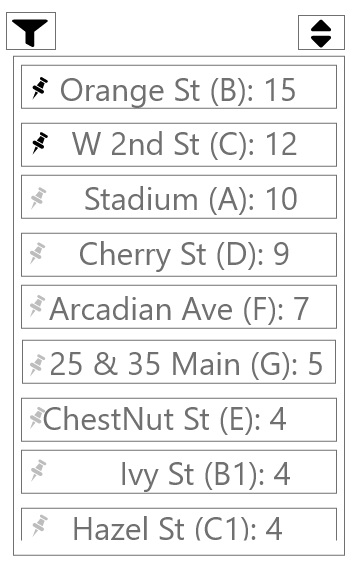 Orange St (B): 15
W 2nd St (C): 12
Stadium (A): 10
Cherry St (D): 9
Arcadian Ave (F): 7
25 & 35 Main (G): 5
ChestNut St (E): 4
Ivy St (B1): 4
Hazel St (C1): 4